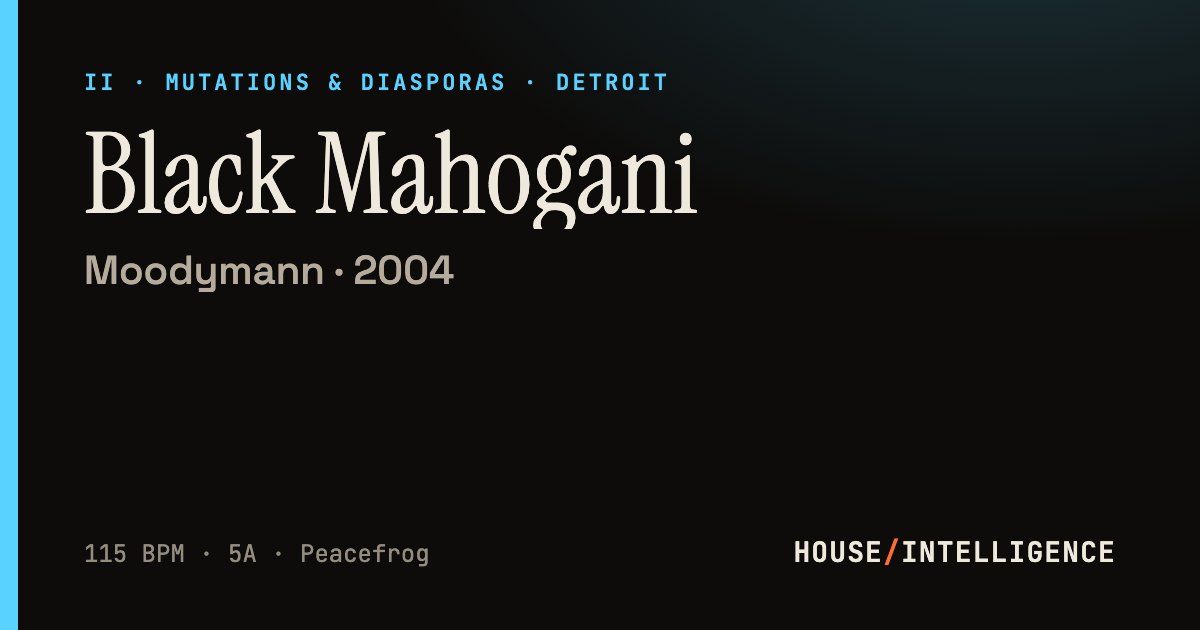 II · MUTATIONS & DIASPORAS · DETROIT
Black Mahogani
Moodymann · 2004
115 BPM · 5A · Peacefrog
HOUSE/INTELLIGENCE